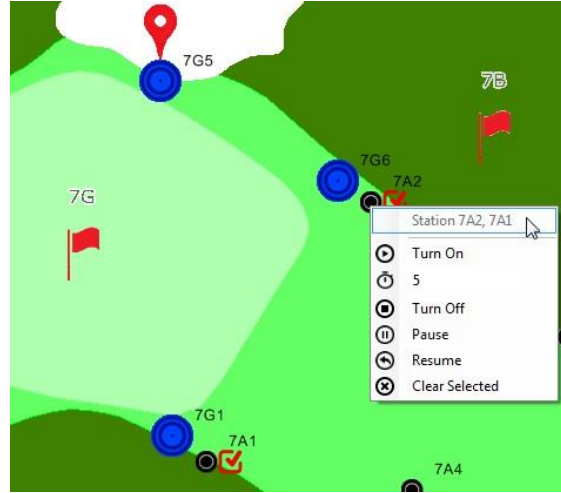 7G5
7B
7G6
7A2
7G
Station 7A2, 7A1
Turn On
5
Turn Off
Pause
Resume
Clear Selected
7G1
7A1
7A4